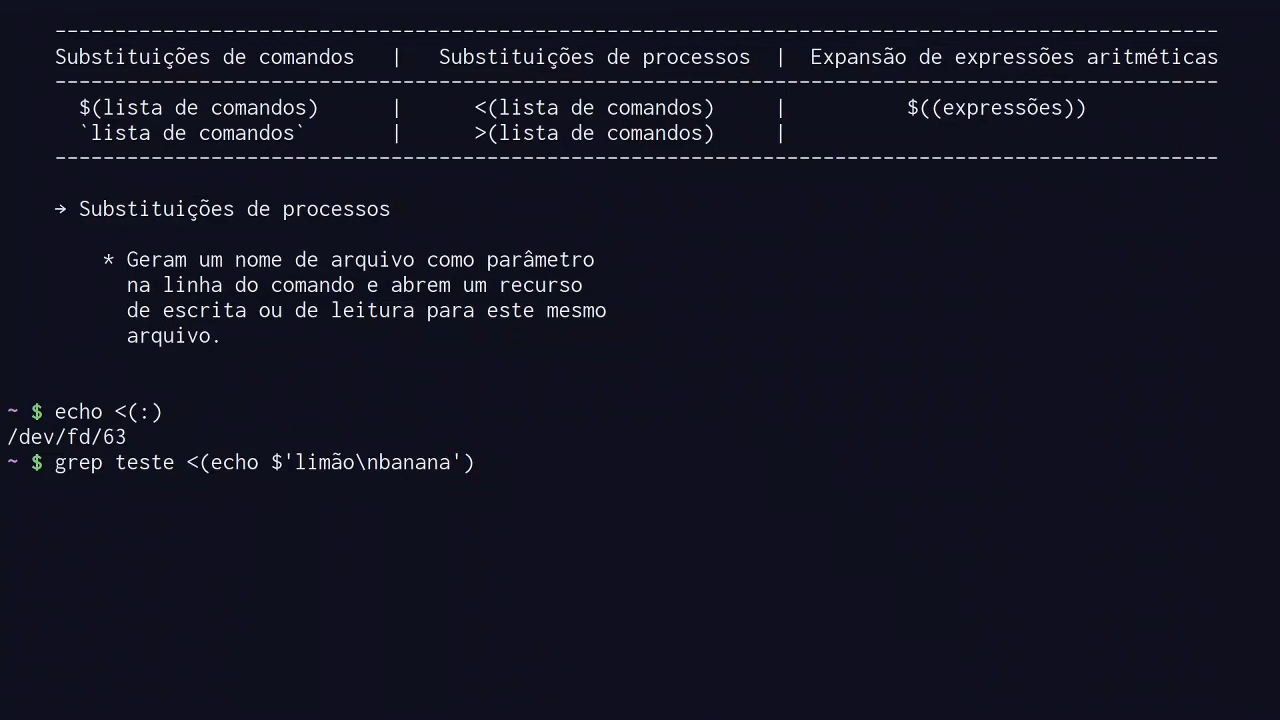 -------------------------------------------------------------------------------------------------
Substituições de comandos   |   Substituições de processos  |  Expansão de expressões aritméticas
-------------------------------------------------------------------------------------------------
  $(lista de comandos)      |      <(lista de comandos)     |          $((expressões))
  `lista de comandos`       |      >(lista de comandos)     |
-------------------------------------------------------------------------------------------------
→ Substituições de processos
* Geram um nome de arquivo como parâmetro
na linha do comando e abrem um recurso
de escrita ou de leitura para este mesmo
arquivo.
~ $ echo <(:)
/dev/fd/63
~ $ grep teste <(echo $'limão\nbanana')